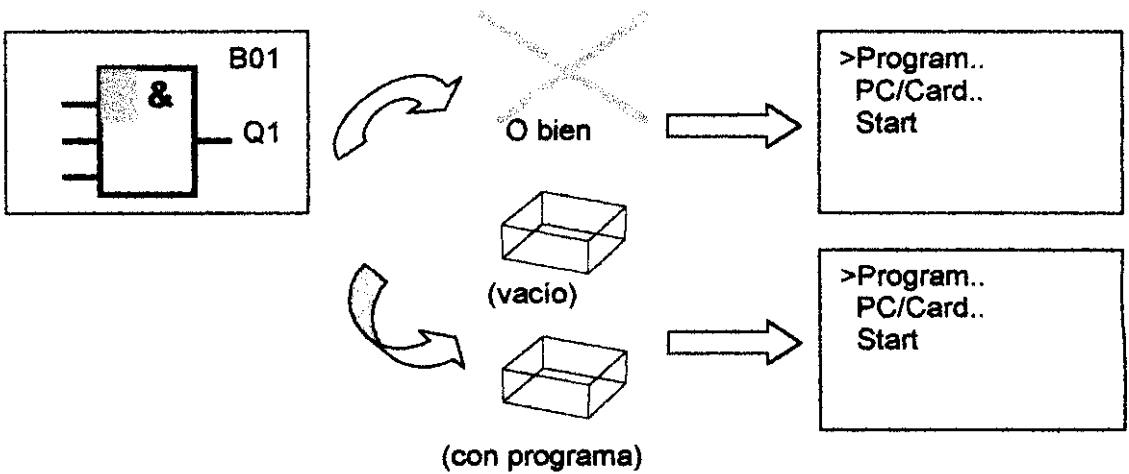 B01
&
Q1
O bien
(vacío)
(con programa)
>Program..
PC/Card..
Start
>Program..
PC/Card..
Start